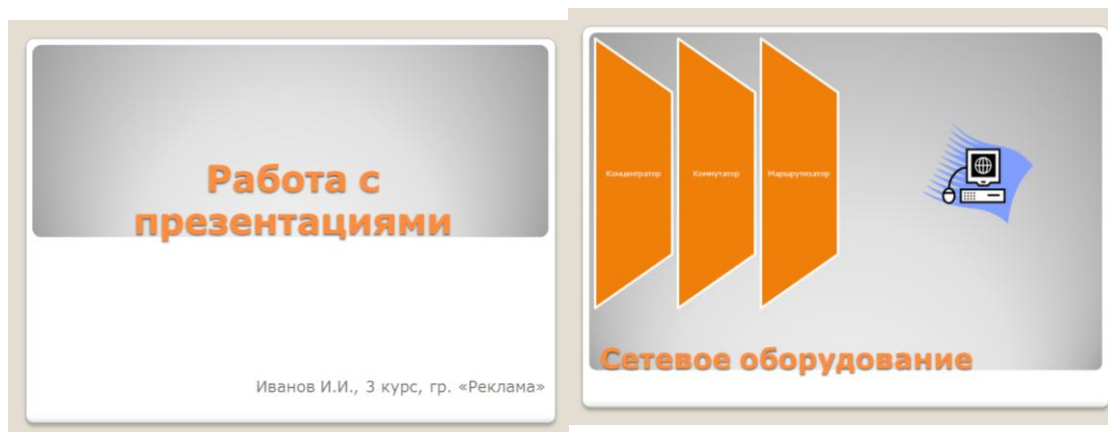 Работа с
презентациями
Иванов И.И., 3 курс, гр. «Реклама»
Концентратор
Коммутатор
Маршрутизатор
Сетевое оборудование